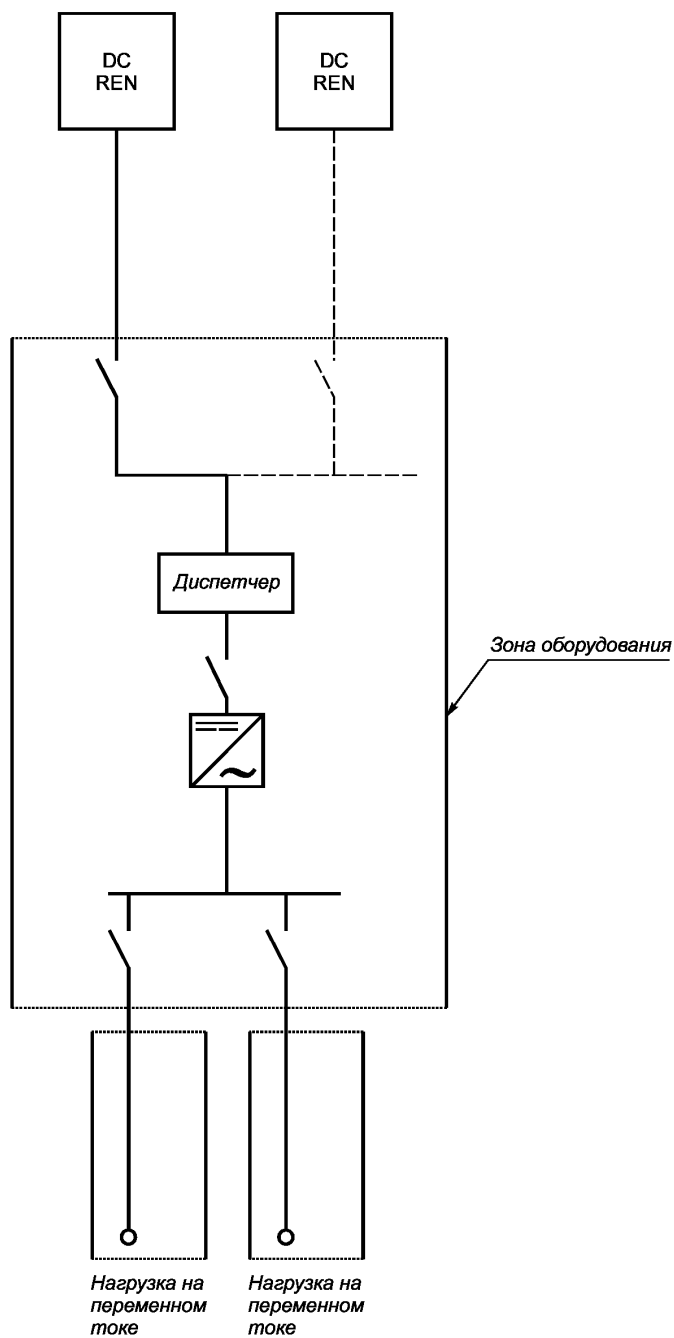 DC
REN
DC
REN
Диспетчер
Зона оборудования
Нагрузка на
переменном
токе
Нагрузка на
переменном
токе